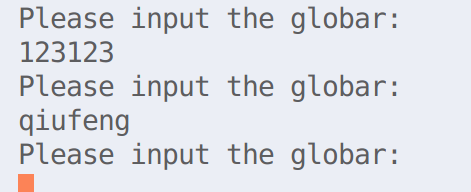 Please input the globar:
123123
Please input the globar:
qiufeng
Please input the globar: